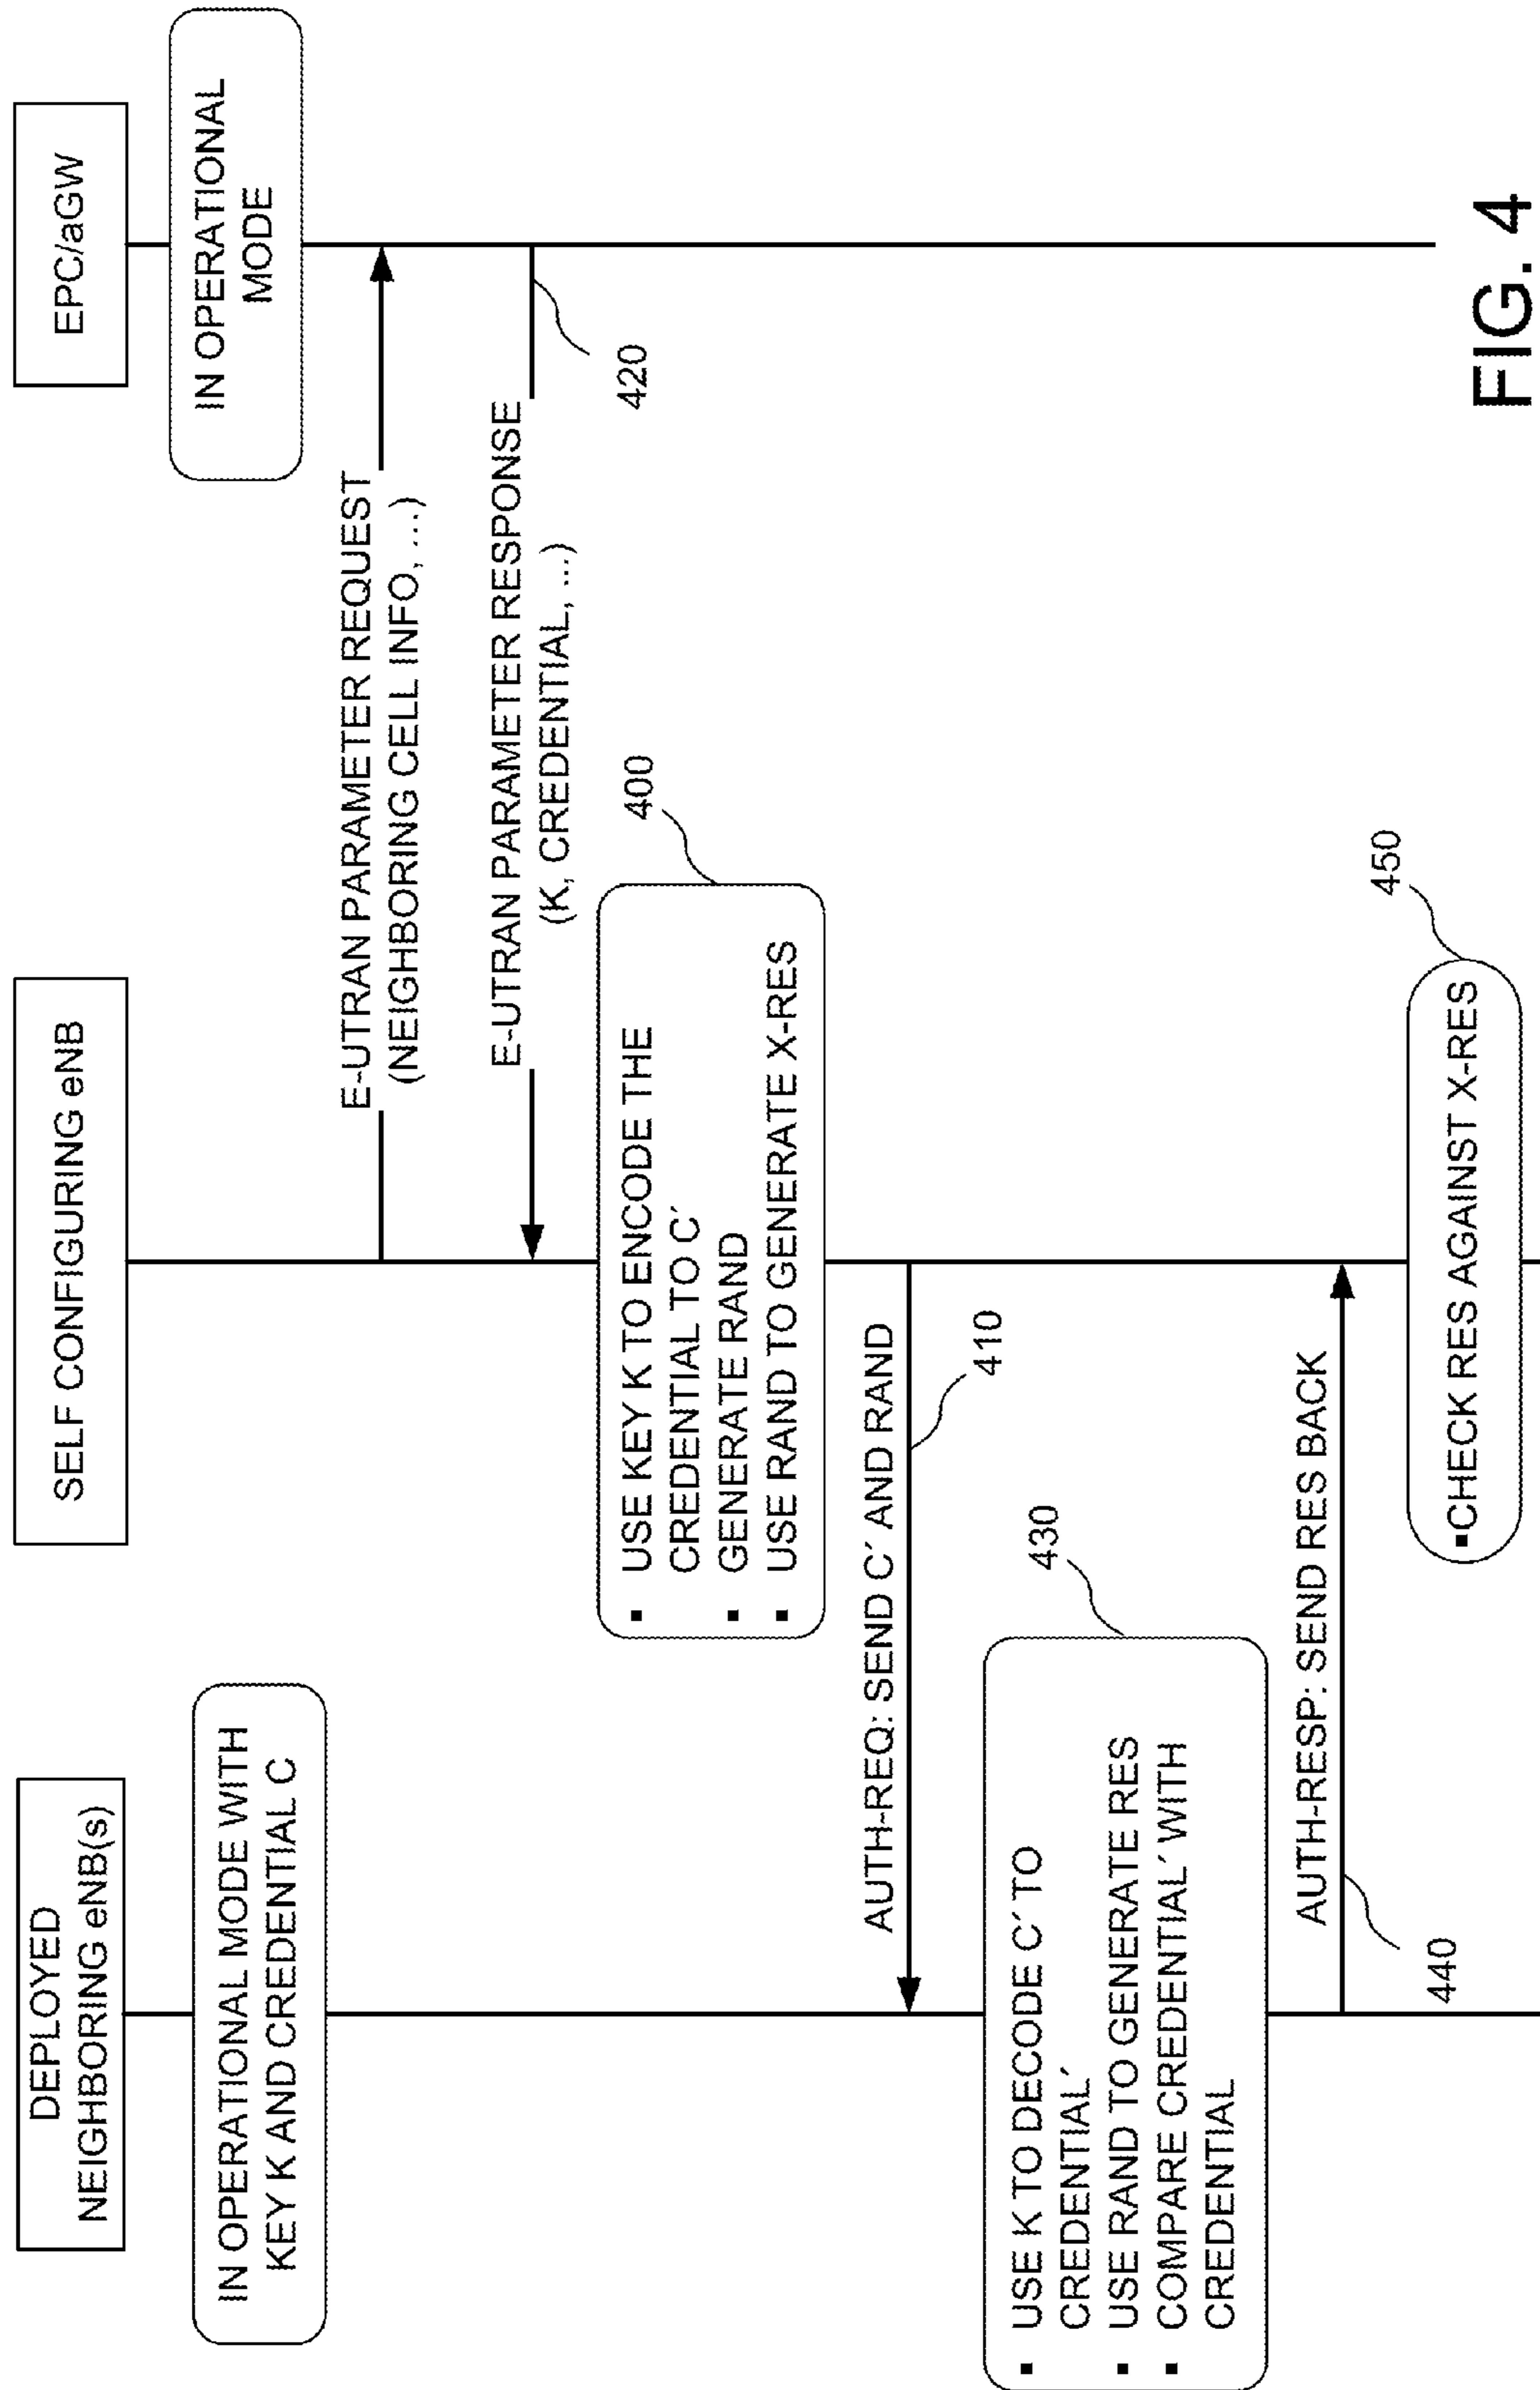 DEPLOYED
NEIGHBORING eNB(s)
SELF CONFIGURING eNB
EPC/aGW
IN OPERATIONAL MODE WITH
KEY K AND CREDENTIAL C
IN OPERATIONAL
MODE
E-UTRAN PARAMETER REQUEST
(NEIGHBORING CELL INFO, ...)
E-UTRAN PARAMETER RESPONSE
(K, CREDENTIAL, ...)
420
400
▪ USE KEY K TO ENCODE THE
CREDENTIAL TO C´
▪ GENERATE RAND
▪ USE RAND TO GENERATE X-RES
AUTH-REQ: SEND C´ AND RAND
410
430
▪ USE K TO DECODE C´ TO
CREDENTIAL´
▪ USE RAND TO GENERATE RES
▪ COMPARE CREDENTIAL´ WITH
CREDENTIAL
AUTH-RESP: SEND RES BACK
440
450
▪CHECK RES AGAINST X-RES
FIG. 4